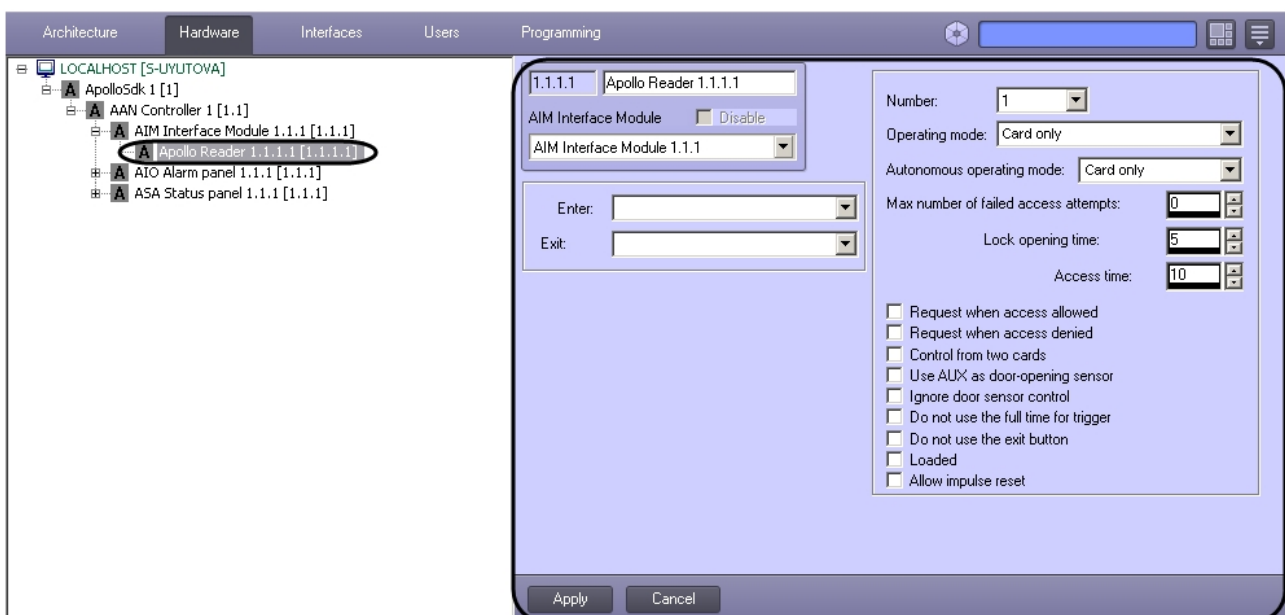 Architecture Hardware Interfaces Users Programming
LOCALHOST [S-UYUTOVA]
A ApolloSdk 1 [1]
A AAN Controller 1 [1.1]
A AIM Interface Module 1.1.1 [1.1.1]
A Apollo Reader 1.1.1.1 [1.1.1.1]
A AIO Alarm panel 1.1.1 [1.1.1]
A ASA Status panel 1.1.1 [1.1.1]
1.1.1.1 Apollo Reader 1.1.1.1
AIM Interface Module Disable
AIM Interface Module 1.1.1
Enter:
Exit:
Number: 1
Operating mode: Card only
Autonomous operating mode: Card only
Max number of failed access attempts: 0
Lock opening time: 5
Access time: 10
Request when access allowed
Request when access denied
Control from two cards
Use AUX as door-opening sensor
Ignore door sensor control
Do not use the full time for trigger
Do not use the exit button
Loaded
Allow impulse reset
Apply Cancel